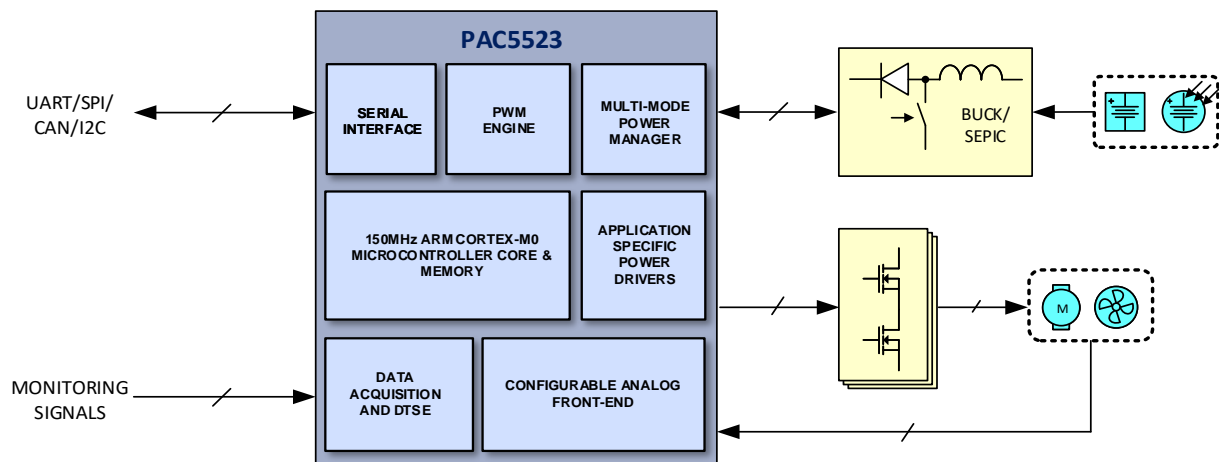 PAC5523
UART/SPI/
CAN/I2C
SERIAL
INTERFACE
PWM
ENGINE
MULTI-MODE
POWER
MANAGER
BUCK/
SEPIC
+
+
150MHz ARM CORTEX-M0
MICROCONTROLLER CORE &
MEMORY
APPLICATION
SPECIFIC
POWER
DRIVERS
M
MONITORING
SIGNALS
DATA
ACQUISITION
AND DTSE
CONFIGURABLE ANALOG
FRONT-END